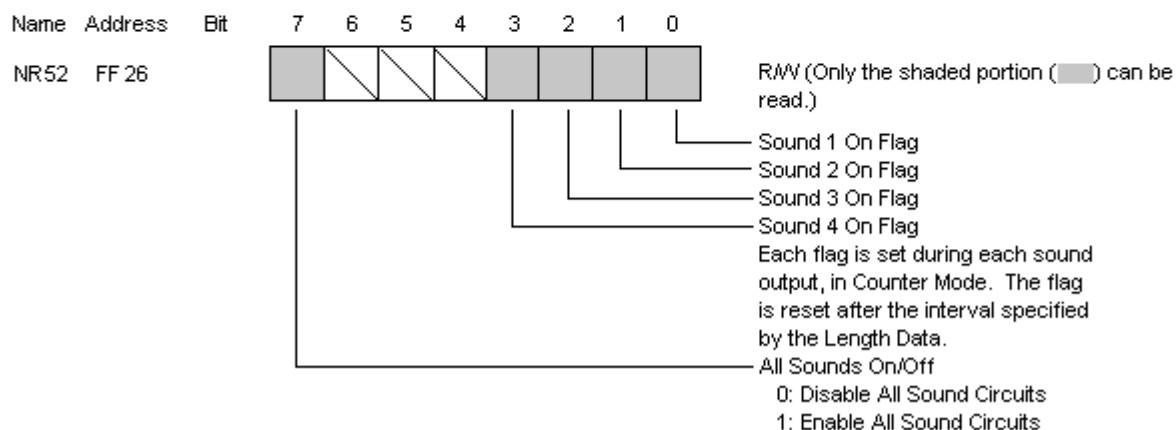 Name Address Bit 7 6 5 4 3 2 1 0
NR52 FF26
R/W (Only the shaded portion ( ) can be
read.)
Sound 1 On Flag
Sound 2 On Flag
Sound 3 On Flag
Sound 4 On Flag
Each flag is set during each sound
output, in Counter Mode. The flag
is reset after the interval specified
by the Length Data.
All Sounds On/Off
0: Disable All Sound Circuits
1: Enable All Sound Circuits